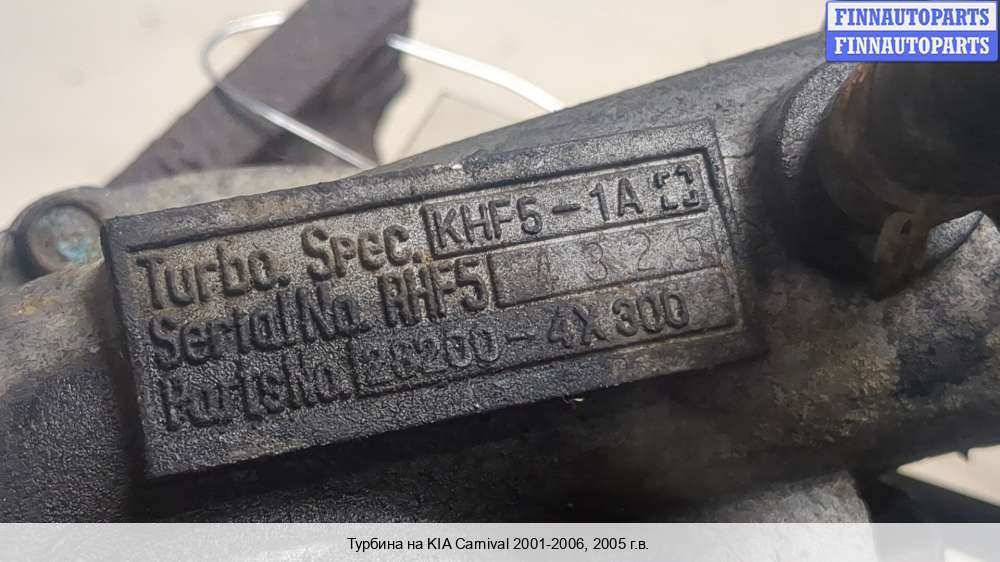 FINNAUTOPARTS
FINNAUTOPARTS
Turbo. Spec. KHF5-1A
Serial No. RHF5 4325
Parts No. 28200-4X300
Турбина на KIA Carnival 2001-2006, 2005 г.в.